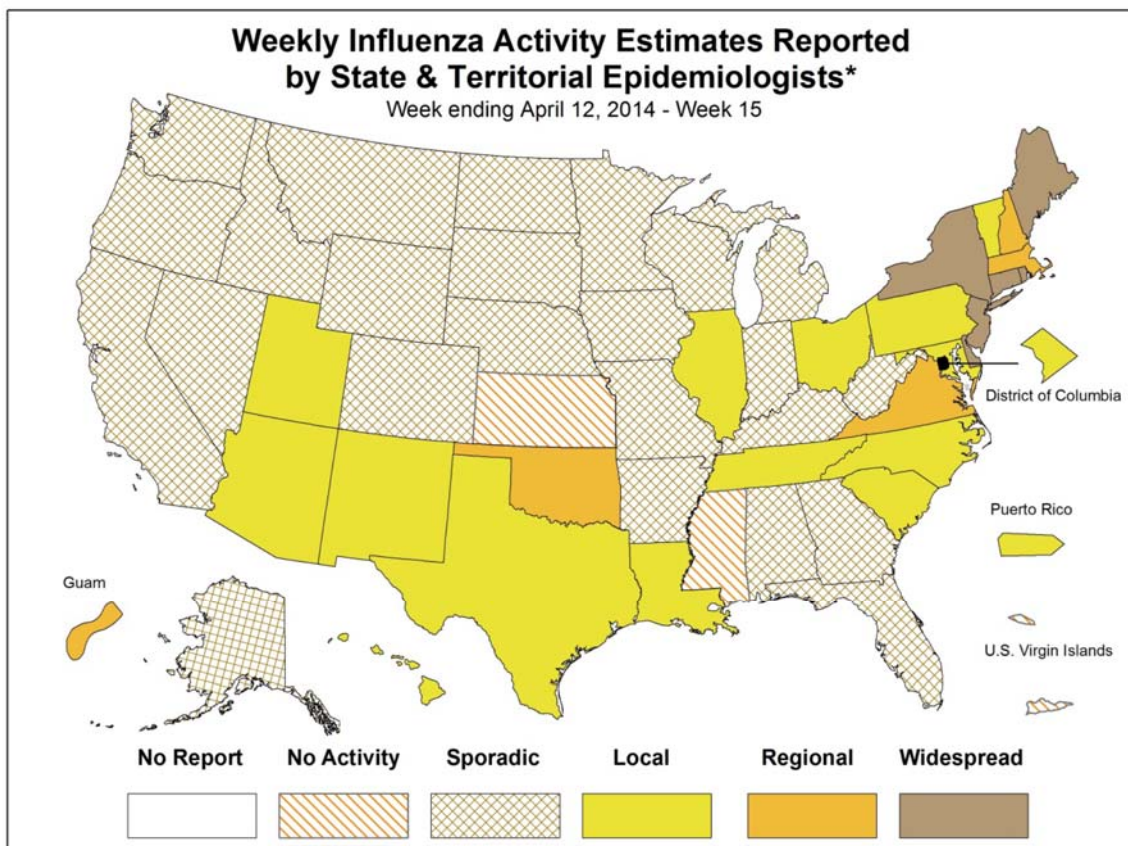 Weekly Influenza Activity Estimates Reported
by State & Territorial Epidemiologists*
Week ending April 12, 2014 - Week 15
District of Columbia
Puerto Rico
Guam
U.S. Virgin Islands
No Report No Activity Sporadic Local Regional Widespread